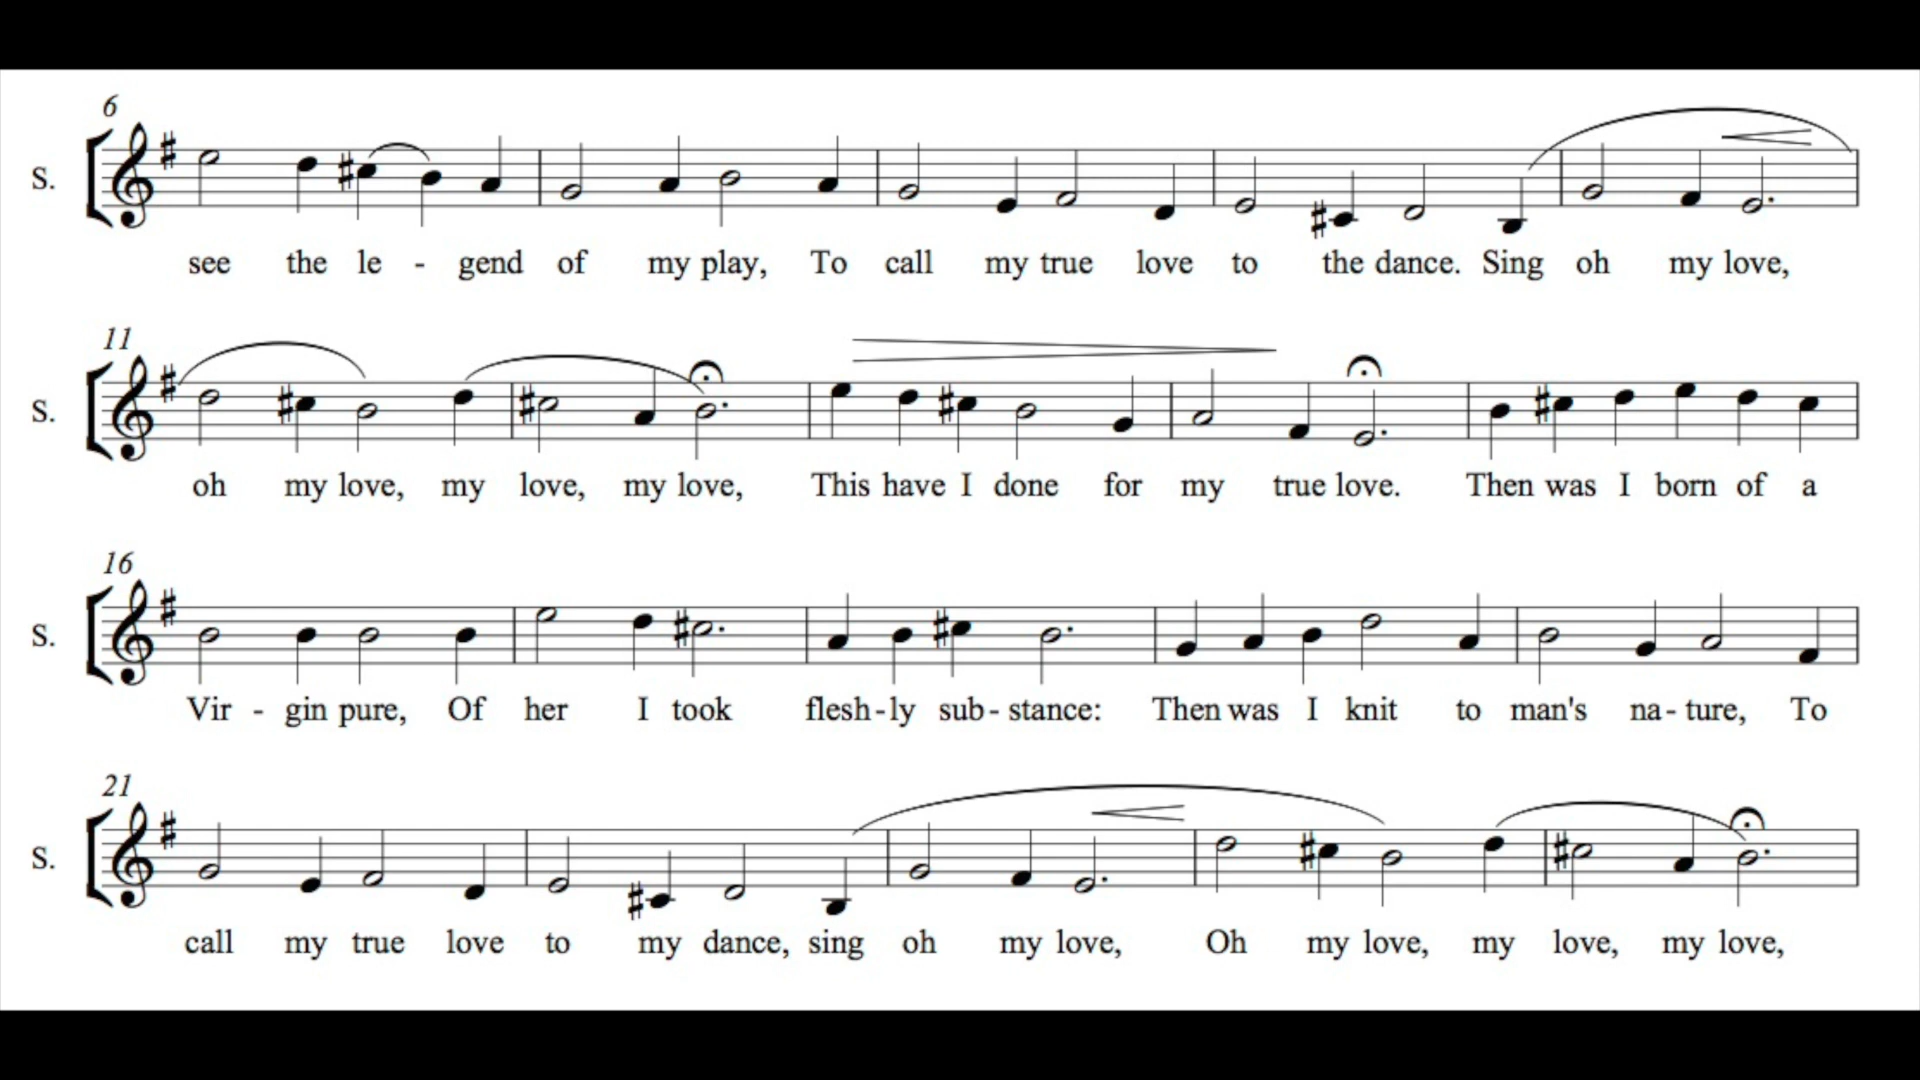 6
S.
see the le - gend of my play, To call my true love to the dance. Sing oh my love,
11
S.
oh my love, my love, my love, This have I done for my true love. Then was I born of a
16
S.
Vir - gin pure, Of her I took flesh - ly sub - stance: Then was I knit to man's na - ture, To
21
S.
call my true love to my dance, sing oh my love, Oh my love, my love, my love,